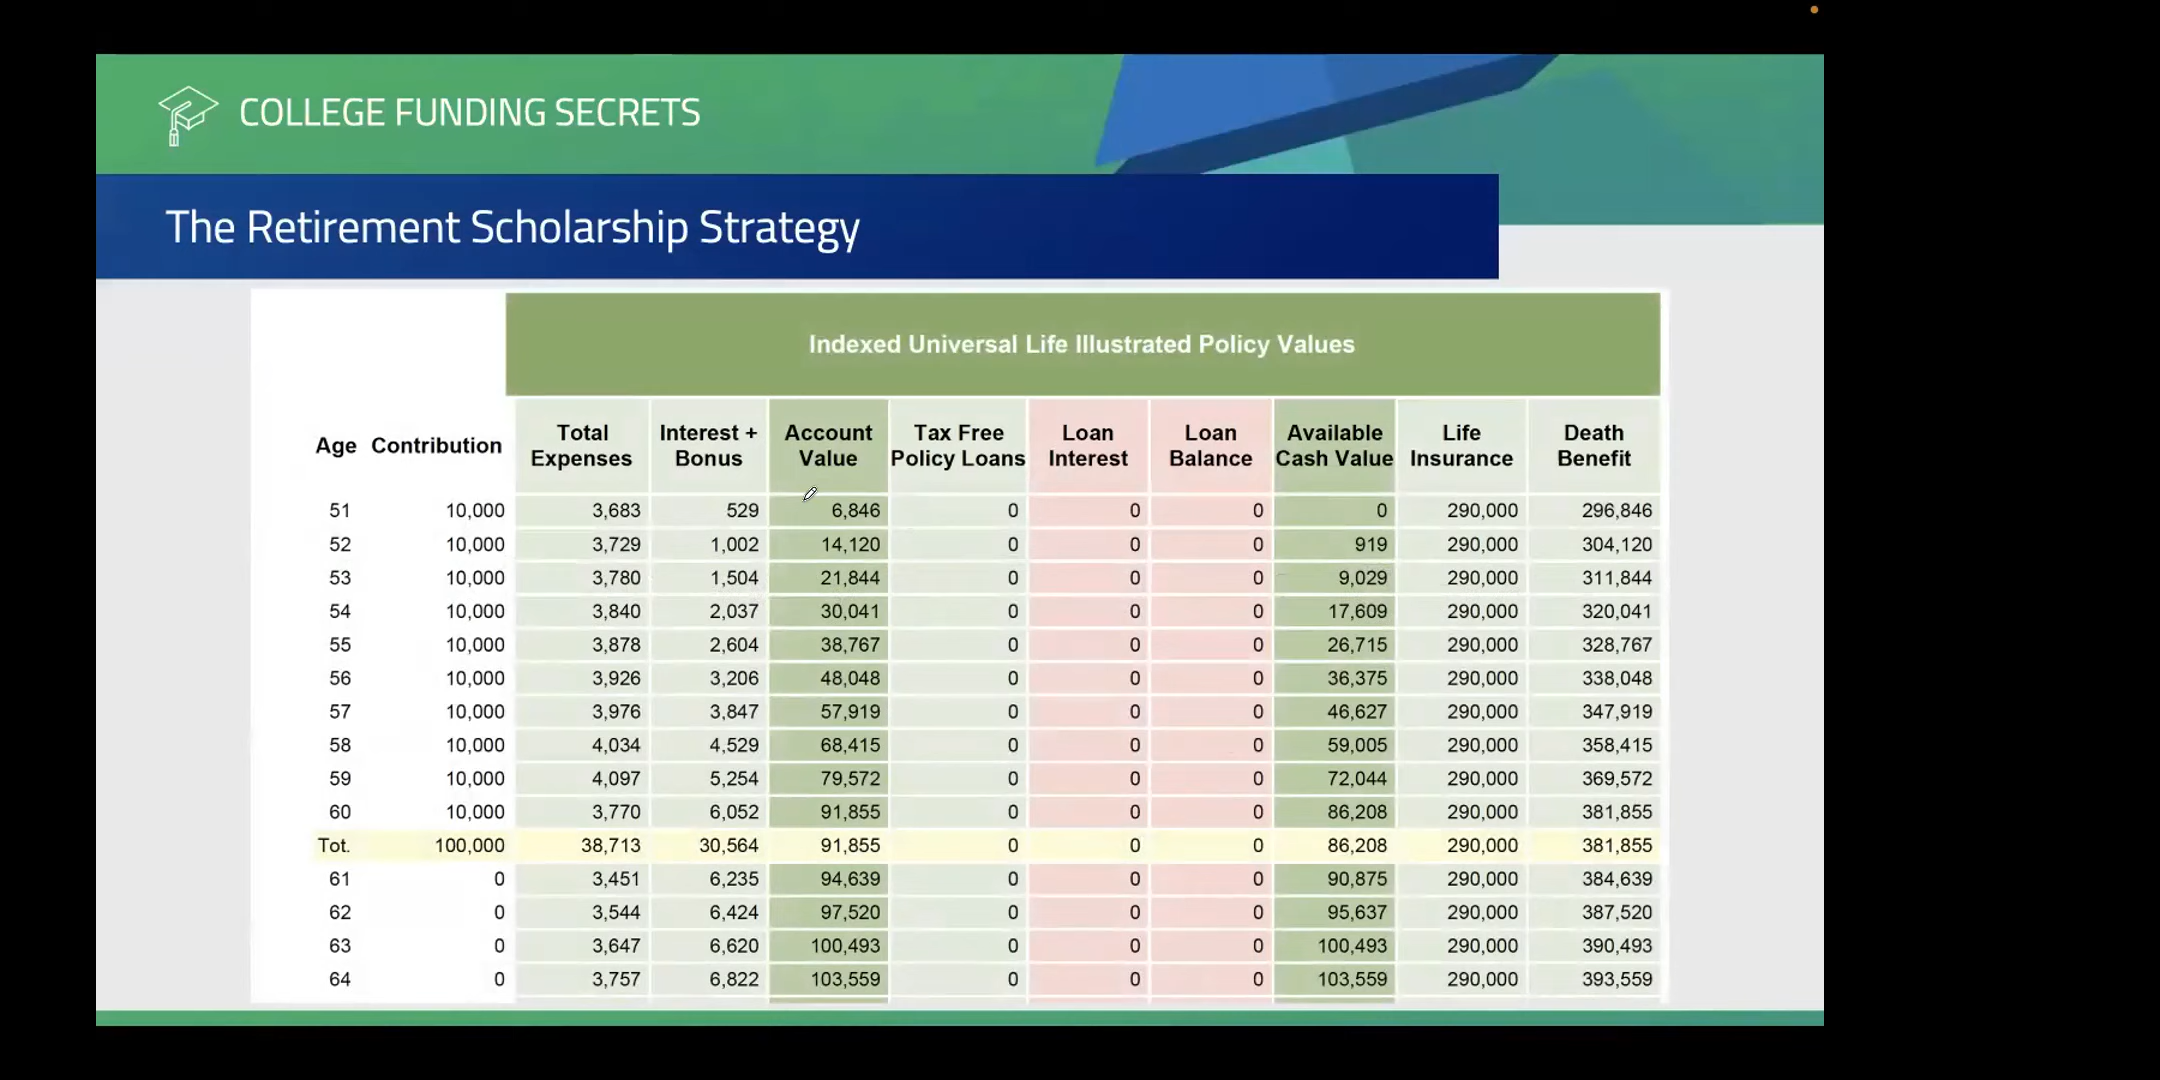 COLLEGE FUNDING SECRETS
The Retirement Scholarship Strategy
Indexed Universal Life Illustrated Policy Values
Age Contribution Total Expenses Interest + Bonus Account Value Tax Free Policy Loans Loan Interest Loan Balance Available Cash Value Life Insurance Death Benefit
51 10,000 3,683 529 6,846 0 0 0 0 290,000 296,846
52 10,000 3,729 1,002 14,120 0 0 0 919 290,000 304,120
53 10,000 3,780 1,504 21,844 0 0 0 9,029 290,000 311,844
54 10,000 3,840 2,037 30,041 0 0 0 17,609 290,000 320,041
55 10,000 3,878 2,604 38,767 0 0 0 26,715 290,000 328,767
56 10,000 3,926 3,206 48,048 0 0 0 36,375 290,000 338,048
57 10,000 3,976 3,847 57,919 0 0 0 46,627 290,000 347,919
58 10,000 4,034 4,529 68,415 0 0 0 59,005 290,000 358,415
59 10,000 4,097 5,254 79,572 0 0 0 72,044 290,000 369,572
60 10,000 3,770 6,052 91,855 0 0 0 86,208 290,000 381,855
Tot. 100,000 38,713 30,564 91,855 0 0 0 86,208 290,000 381,855
61 0 3,451 6,235 94,639 0 0 0 90,875 290,000 384,639
62 0 3,544 6,424 97,520 0 0 0 95,637 290,000 387,520
63 0 3,647 6,620 100,493 0 0 0 100,493 290,000 390,493
64 0 3,757 6,822 103,559 0 0 0 103,559 290,000 393,559